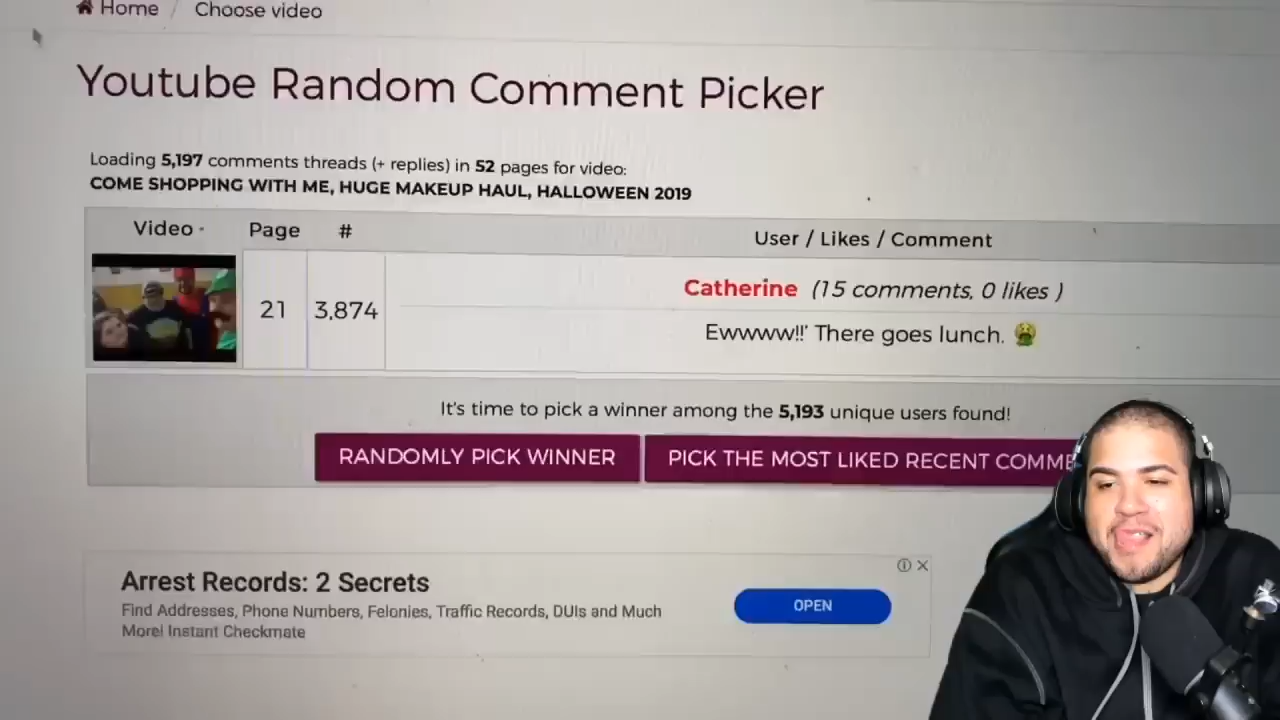 Home / Choose video
Youtube Random Comment Picker
Loading 5,197 comments threads (+ replies) in 52 pages for video:
COME SHOPPING WITH ME, HUGE MAKEUP HAUL, HALLOWEEN 2019
Video Page # User / Likes / Comment
21 3,874 Catherine (15 comments, 0 likes )
Ewwww!!' There goes lunch. 🤮
It's time to pick a winner among the 5,193 unique users found!
RANDOMLY PICK WINNER PICK THE MOST LIKED RECENT COMME
Arrest Records: 2 Secrets
Find Addresses, Phone Numbers, Felonies, Traffic Records, DUIs and Much
More! Instant Checkmate
OPEN